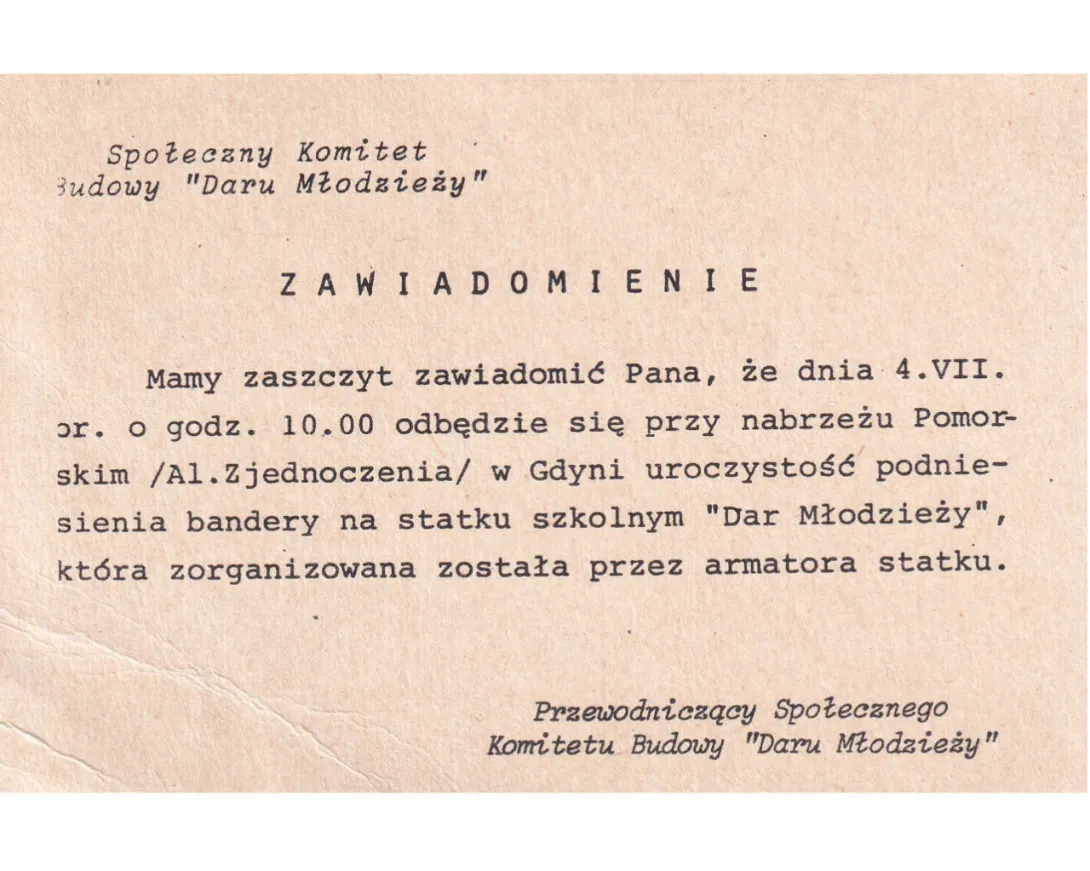 Społeczny Komitet
Budowy "Daru Młodzieży"
ZAWIADOMIENIE
Mamy zaszczyt zawiadomić Pana, że dnia 4.VII.
br. o godz. 10.00 odbędzie się przy nabrzeżu Pomor-
skim /Al.Zjednoczenia/ w Gdyni uroczystość podnie-
sienia bandery na statku szkolnym "Dar Młodzieży",
która zorganizowana została przez armatora statku.
Przewodniczący Społecznego
Komitetu Budowy "Daru Młodzieży"